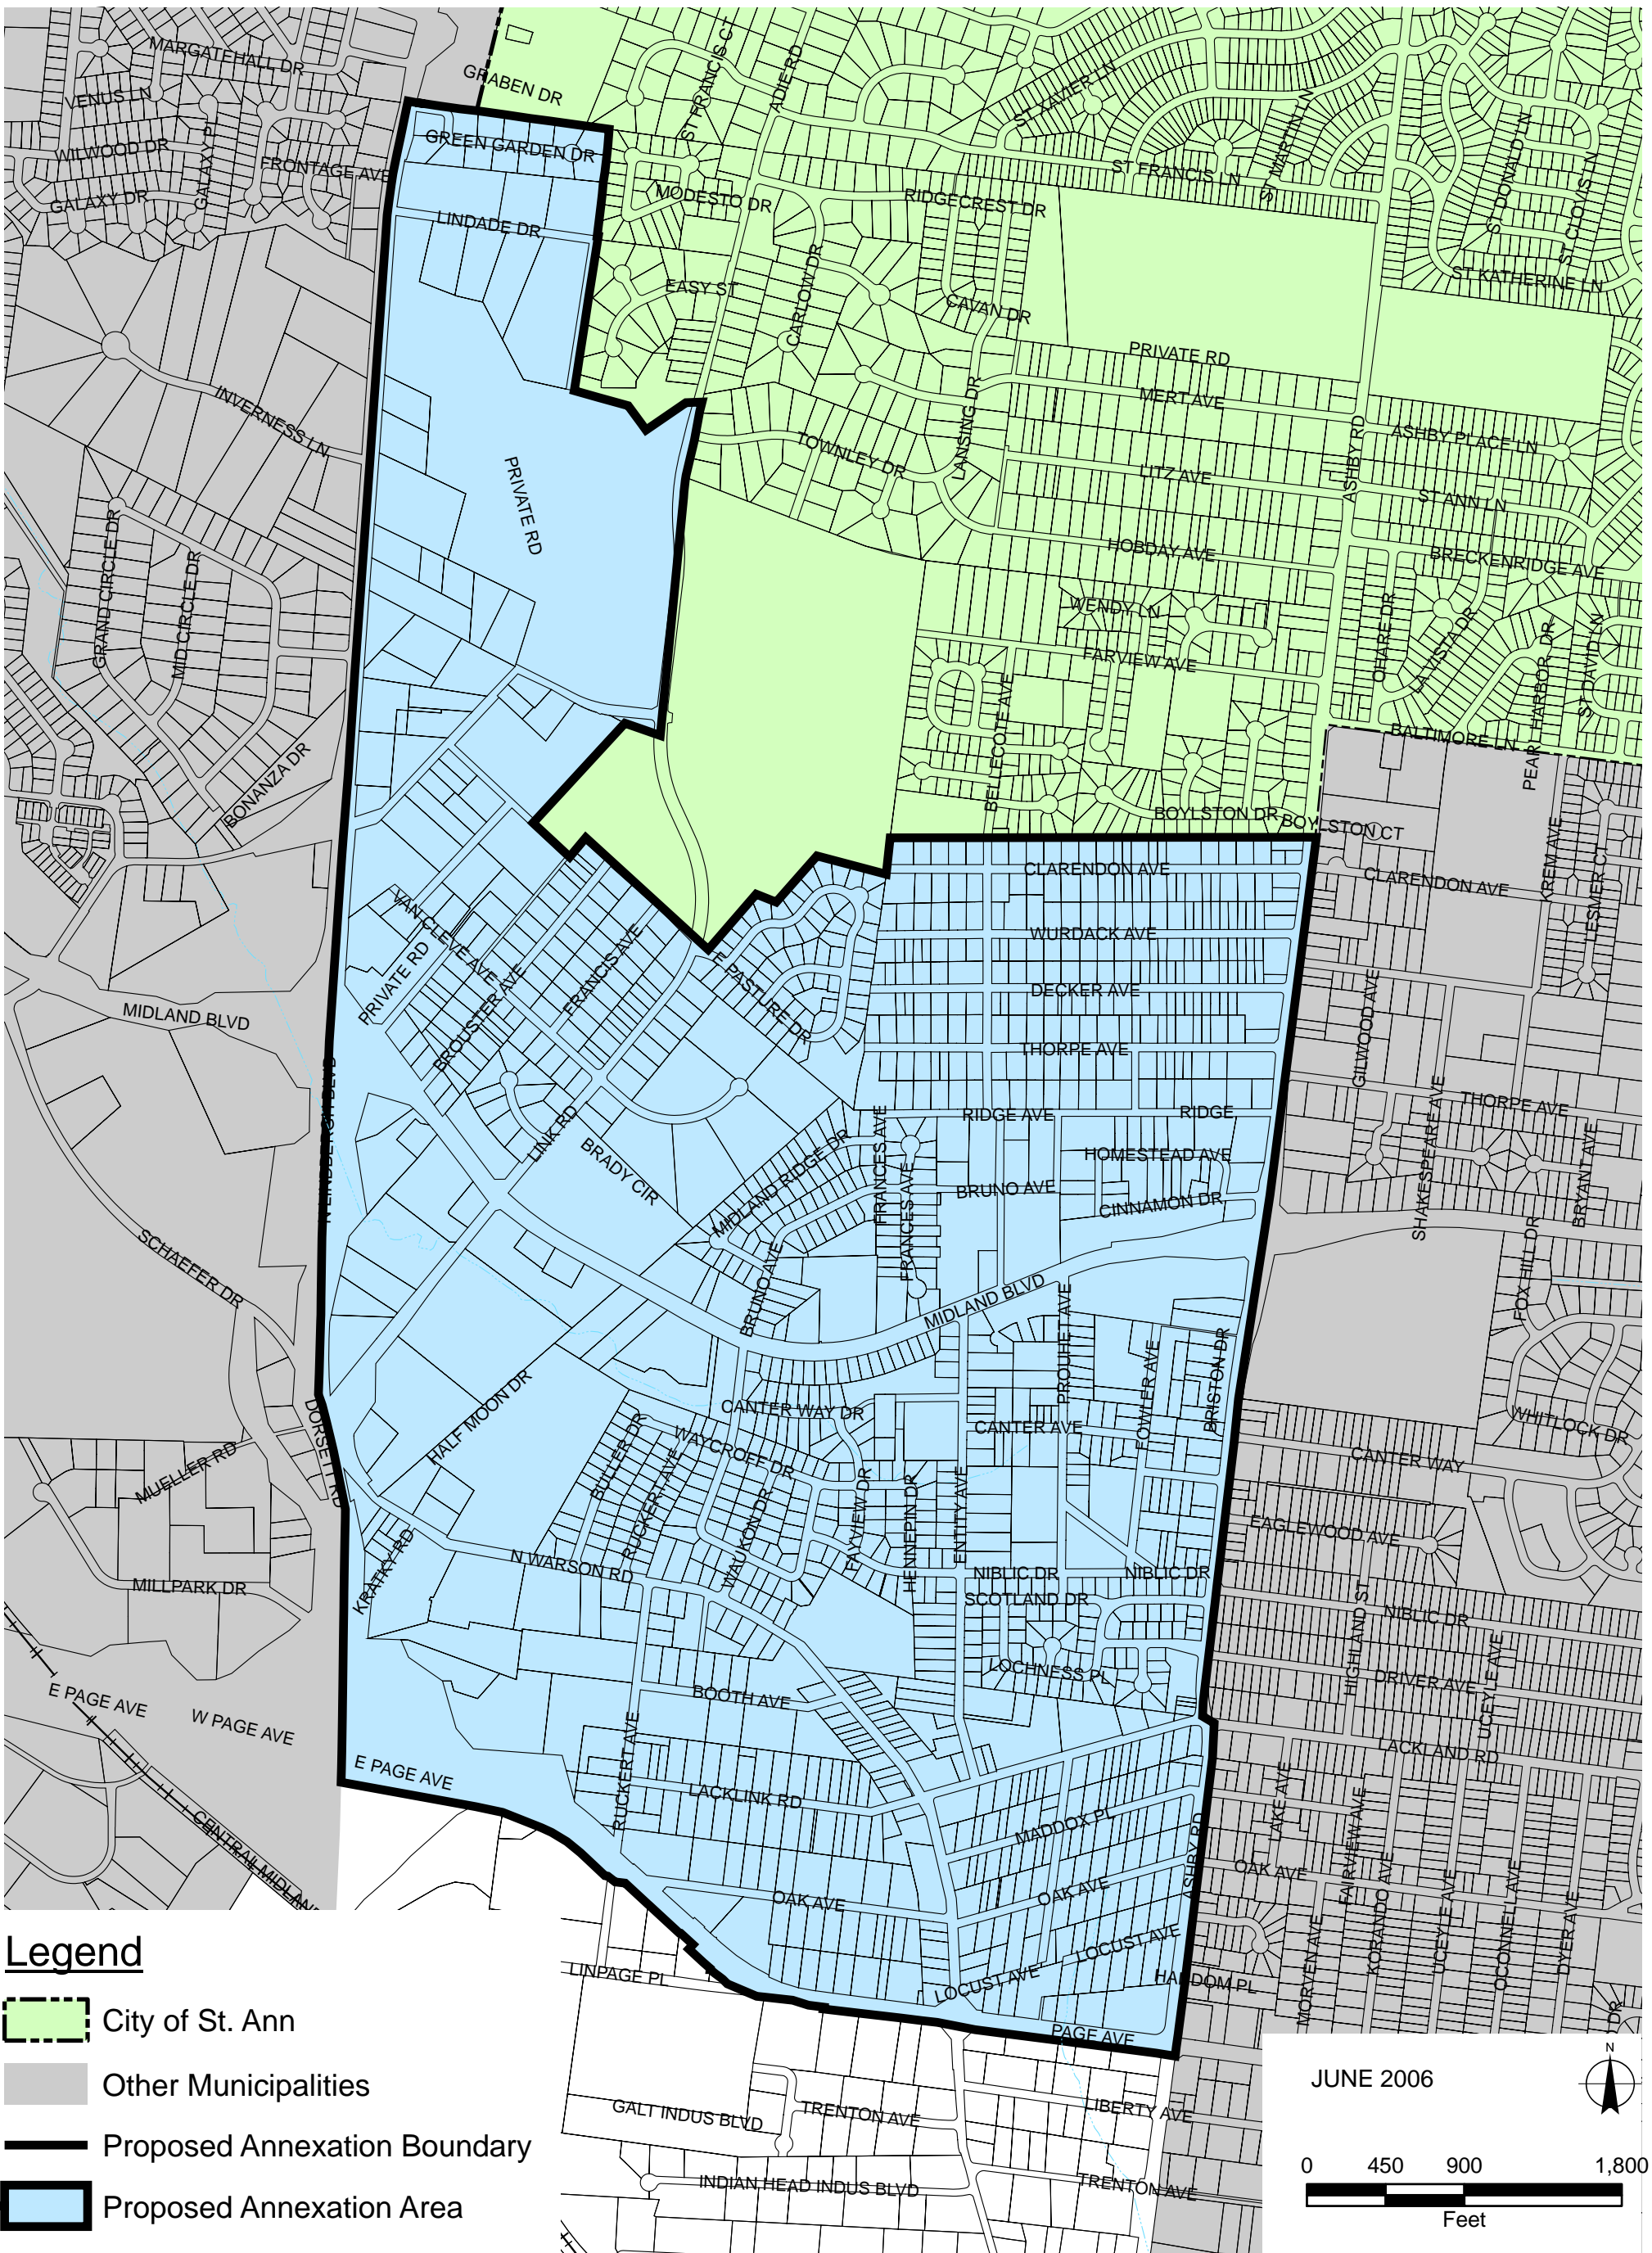 MARGATEHALL DR
GRABEN DR
ST FRANCIS CT
ADIE RD
ST XAVIER LN
VENUS LN
GREEN GARDEN DR
ST MARTIN LN
ST DONALD LN
WILWOOD DR
GALAXY PL
FRONTAGE AVE
ST FRANCIS LN
ST CLOVIS LN
GALAXY DR
MODESTO DR
RIDGECREST DR
LINDADE DR
ST KATHERINE LN
EASY ST
CARLOW DR
CAVAN DR
PRIVATE RD
MERT AVE
INVERNESS LN
LANSING DR
ASHBY RD
ASHBY PLACE LN
TOWNLEY DR
LITZ AVE
ST ANN LN
PRIVATE RD
HOBDAY AVE
BRECKENRIDGE AVE
GRAND CIRCLE DR
MID CIRCLE DR
WENDY LN
OHARE DR
LA VISTA DR
ST DAVID LN
FARVIEW AVE
PEARL HARBOR DR
BELLECOTE AVE
BALTIMORE LN
BONANZA DR
BOYLSTON DR
BOYLSTON CT
CLARENDON AVE
CLARENDON AVE
KREM AVE
LESMER CT
VAN CLEVE AVE
WURDACK AVE
PRIVATE RD
BROUSTER AVE
FRANCIS AVE
E PASTURE DR
DECKER AVE
GILWOOD AVE
MIDLAND BLVD
THORPE AVE
N LINDBERGH BLVD
THORPE AVE
LINK RD
BRADY CIR
MIDLAND RIDGE DR
FRANCES AVE
RIDGE AVE
RIDGE
SHAKESPEARE AVE
BRYANT AVE
HOMESTEAD AVE
FRANCES AVE
BRUNO AVE
CINNAMON DR
SCHAEFER DR
BRUNO AVE
MIDLAND BLVD
FOX HILL DR
PROUHET AVE
FOWLER AVE
BRISTON DR
HALF MOON DR
DORSETT RD
CANTER WAY DR
CANTER AVE
WHITLOCK DR
MUELLER RD
BULLER DR
WAYCROFT DR
CANTER WAY
RUCKERT AVE
WAUKON DR
FAYVIEW DR
HENNEPIN DR
ENTITY AVE
EAGLEWOOD AVE
KRATKY RD
N WARSON RD
NIBLIC DR
NIBLIC DR
MILLPARK DR
SCOTLAND DR
HIGHLAND ST
NIBLIC DR
LOCHNESS PL
DRIVER AVE
UCEYLE AVE
E PAGE AVE
W PAGE AVE
BOOTH AVE
RUCKERT AVE
LACKLAND RD
E PAGE AVE
LACKLINK RD
MADDOX PL
ASHBY RD
LAKE AVE
FAIRVIEW AVE
OAK AVE
OAK AVE
OAK AVE
KORANDO AVE
UCEYLE AVE
OCONNELL AVE
DYER AVE
MORVEN AVE
LOCUST AVE
LOCUST AVE
LINPAGE PL
PAGE AVE
GALT INDUS BLVD
TRENTON AVE
LIBERTY AVE
INDIAN HEAD INDUS BLVD
TRENTON AVE
Legend
City of St. Ann
Other Municipalities
Proposed Annexation Boundary
Proposed Annexation Area
JUNE 2006
N
0 450 900 1,800
Feet